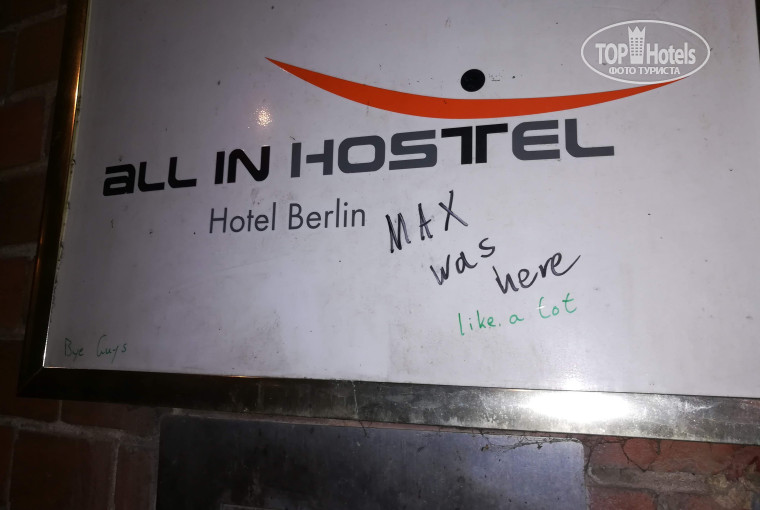 TOP Hotels
ФОТО ТУРИСТА
ALL IN HOSTEL
Hotel Berlin
MAX
was
here
like a lot
Bye Guys